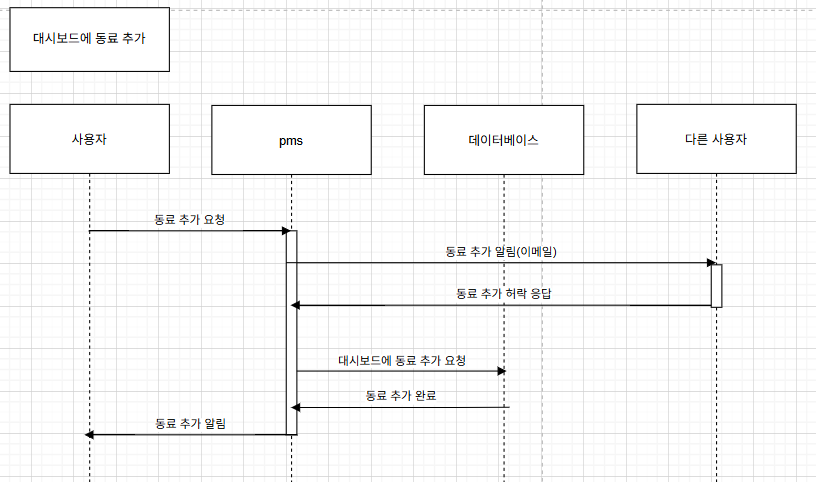 대시보드에 동료 추가
사용자
pms
데이터베이스
다른 사용자
동료 추가 요청
동료 추가 알림(이메일)
동료 추가 허락 응답
대시보드에 동료 추가 요청
동료 추가 완료
동료 추가 알림